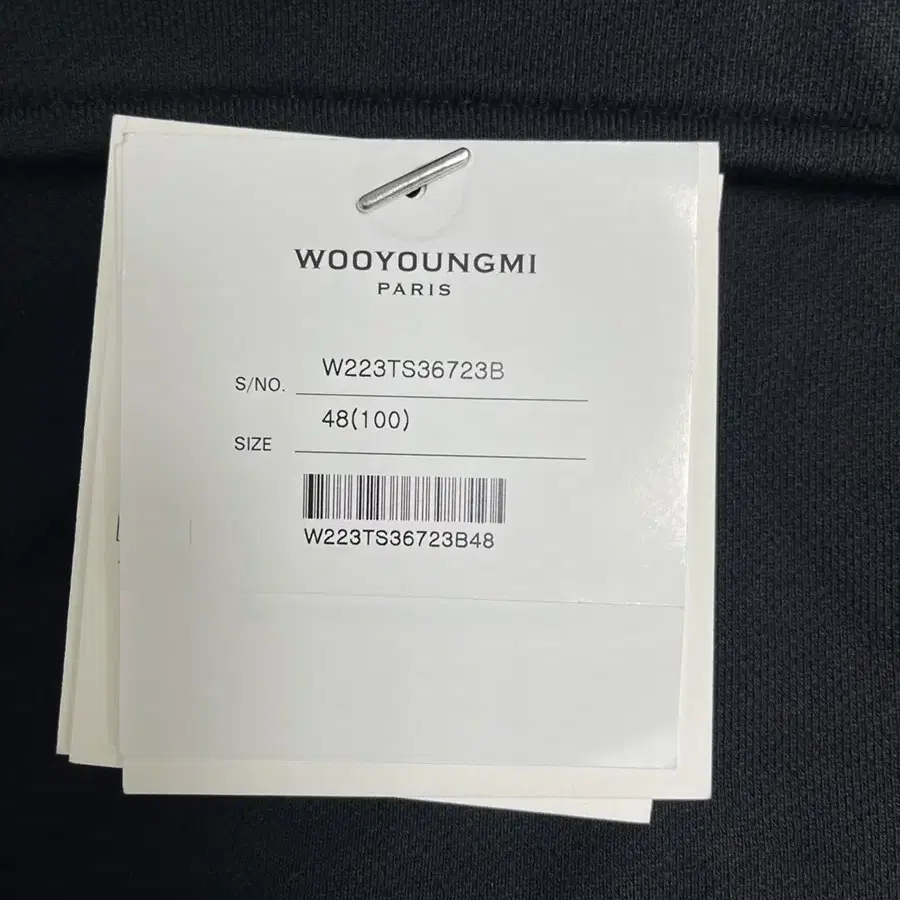 WOOYOUNGMI
PARIS
S/NO. W223TS36723B
SIZE 48(100)
W223TS36723B48